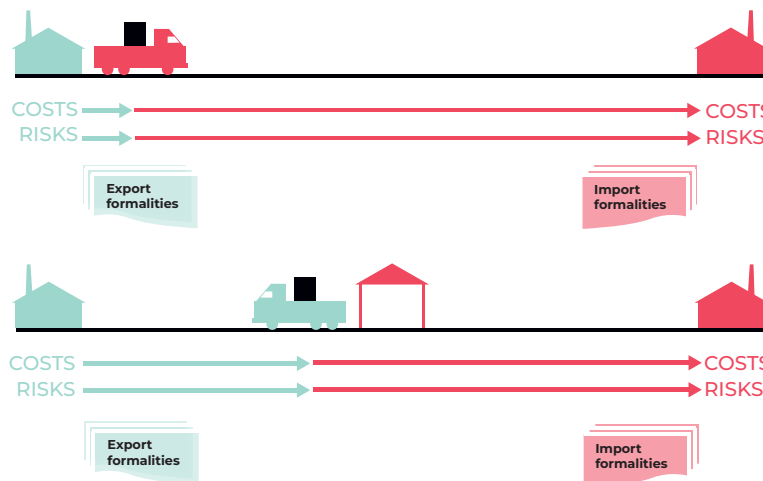 COSTS
COSTS
RISKS
RISKS
Export
formalities
Import
formalities
COSTS
COSTS
RISKS
RISKS
Export
formalities
Import
formalities